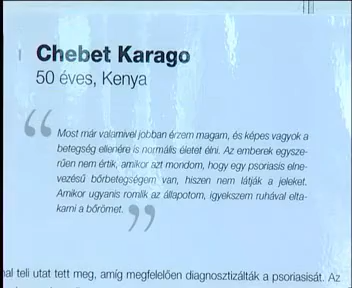 Chebet Karago
50 éves, Kenya
“
Most már valamivel jobban érzem magam, és képes vagyok a
betegség ellenére is normális életet élni. Az emberek egysze-
rűen nem értik, amikor azt mondom, hogy egy psoriasis elne-
vezésű bőrbetegségem van, hiszen nem látják a jeleket.
Amikor ugyanis romlik az állapotom, igyekszem ruhával elta-
karni a bőrömet. ”
teli utat tett meg, amíg megfelelően diagnosztizálták a psoriasisát. Az